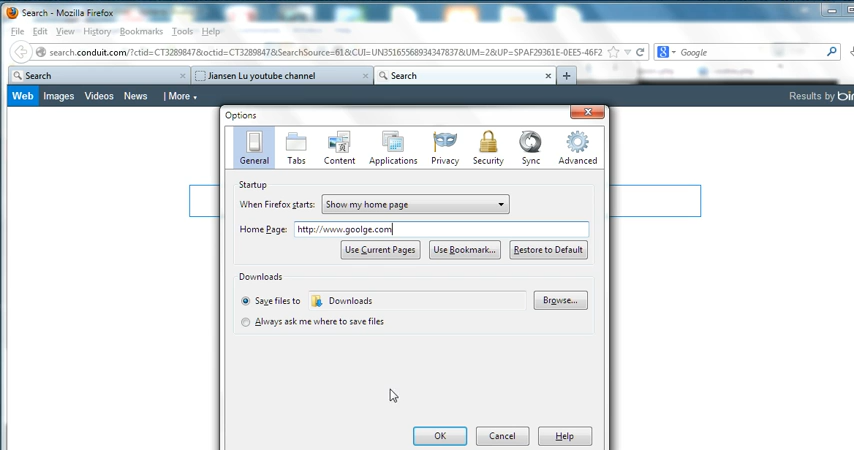 Search - Mozilla Firefox
File Edit View History Bookmarks Tools Help
search.conduit.com/?ctid=CT3289847&octid=CT3289847&SearchSource=61&CUI=UN35165568934347837&UM=2&UP=SPAF29361E-0EE5-46F2
Google
Search
Jiansen Lu youtube channel
Search
Web Images Videos News | More
Results by bin
Options
General Tabs Content Applications Privacy Security Sync Advanced
Startup
When Firefox starts: Show my home page
Home Page: http://www.goolge.com
Use Current Pages Use Bookmark... Restore to Default
Downloads
Save files to Downloads Browse...
Always ask me where to save files
OK Cancel Help